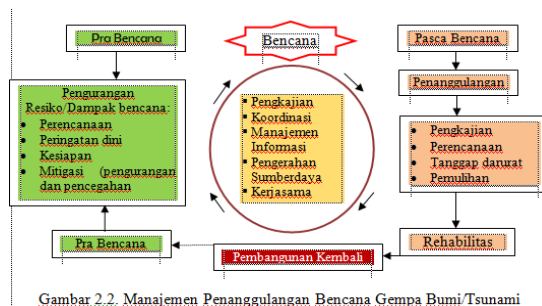 Pra Bencana
Pengurangan
Resiko/Dampak bencana:
• Perencanaan
• Peringatan dini
• Kesiapan
• Mitigasi (pengurangan
dan pencegahan
Pra Bencana
Bencana
▪ Pengkajian
▪ Koordinasi
▪ Manajemen
Informasi
▪ Pengerahan
Sumberdaya
▪ Kerjasama
Pembangunan Kembali
Pasca Bencana
Penanggulangan
• Pengkajian
• Perencanaan
• Tanggap darurat
• Pemulihan
Rehabilitas
Gambar 2.2. Manajemen Penanggulangan Bencana Gempa Bumi/Tsunami